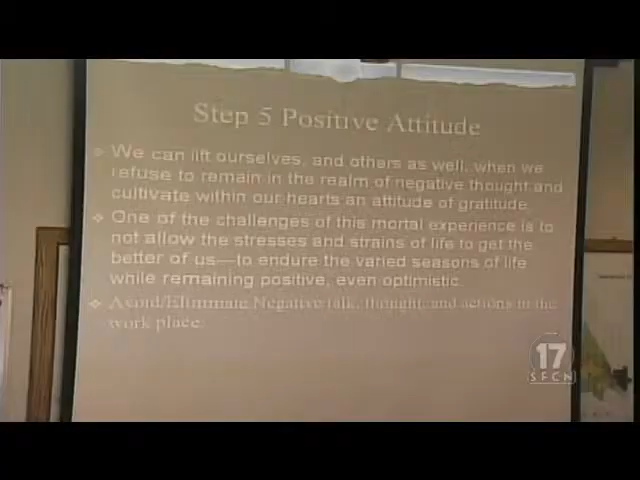 Step 5 Positive Attitude
We can lift ourselves, and others as well, when we
refuse to remain in the realm of negative thought and
cultivate within our hearts an attitude of gratitude.
One of the challenges of this mortal experience is to
not allow the stresses and strains of life to get the
better of us—to endure the varied seasons of life
while remaining positive, even optimistic.
Avoid/Eliminate Negative talk, thought, and actions in the
work place.
17
SFCN